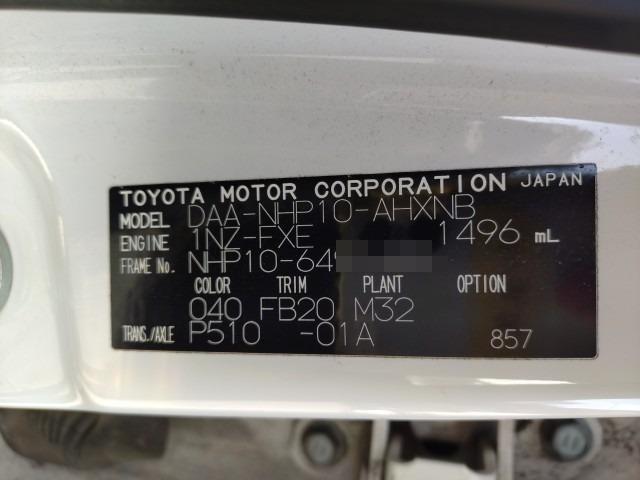 TOYOTA MOTOR CORPORATION JAPAN
MODEL DAA-NHP10-AHXNB
ENGINE 1NZ-FXE 1496 mL
FRAME No. NHP10-64
COLOR TRIM PLANT OPTION
040 FB20 M32
TRANS./AXLE P510 -01A 857